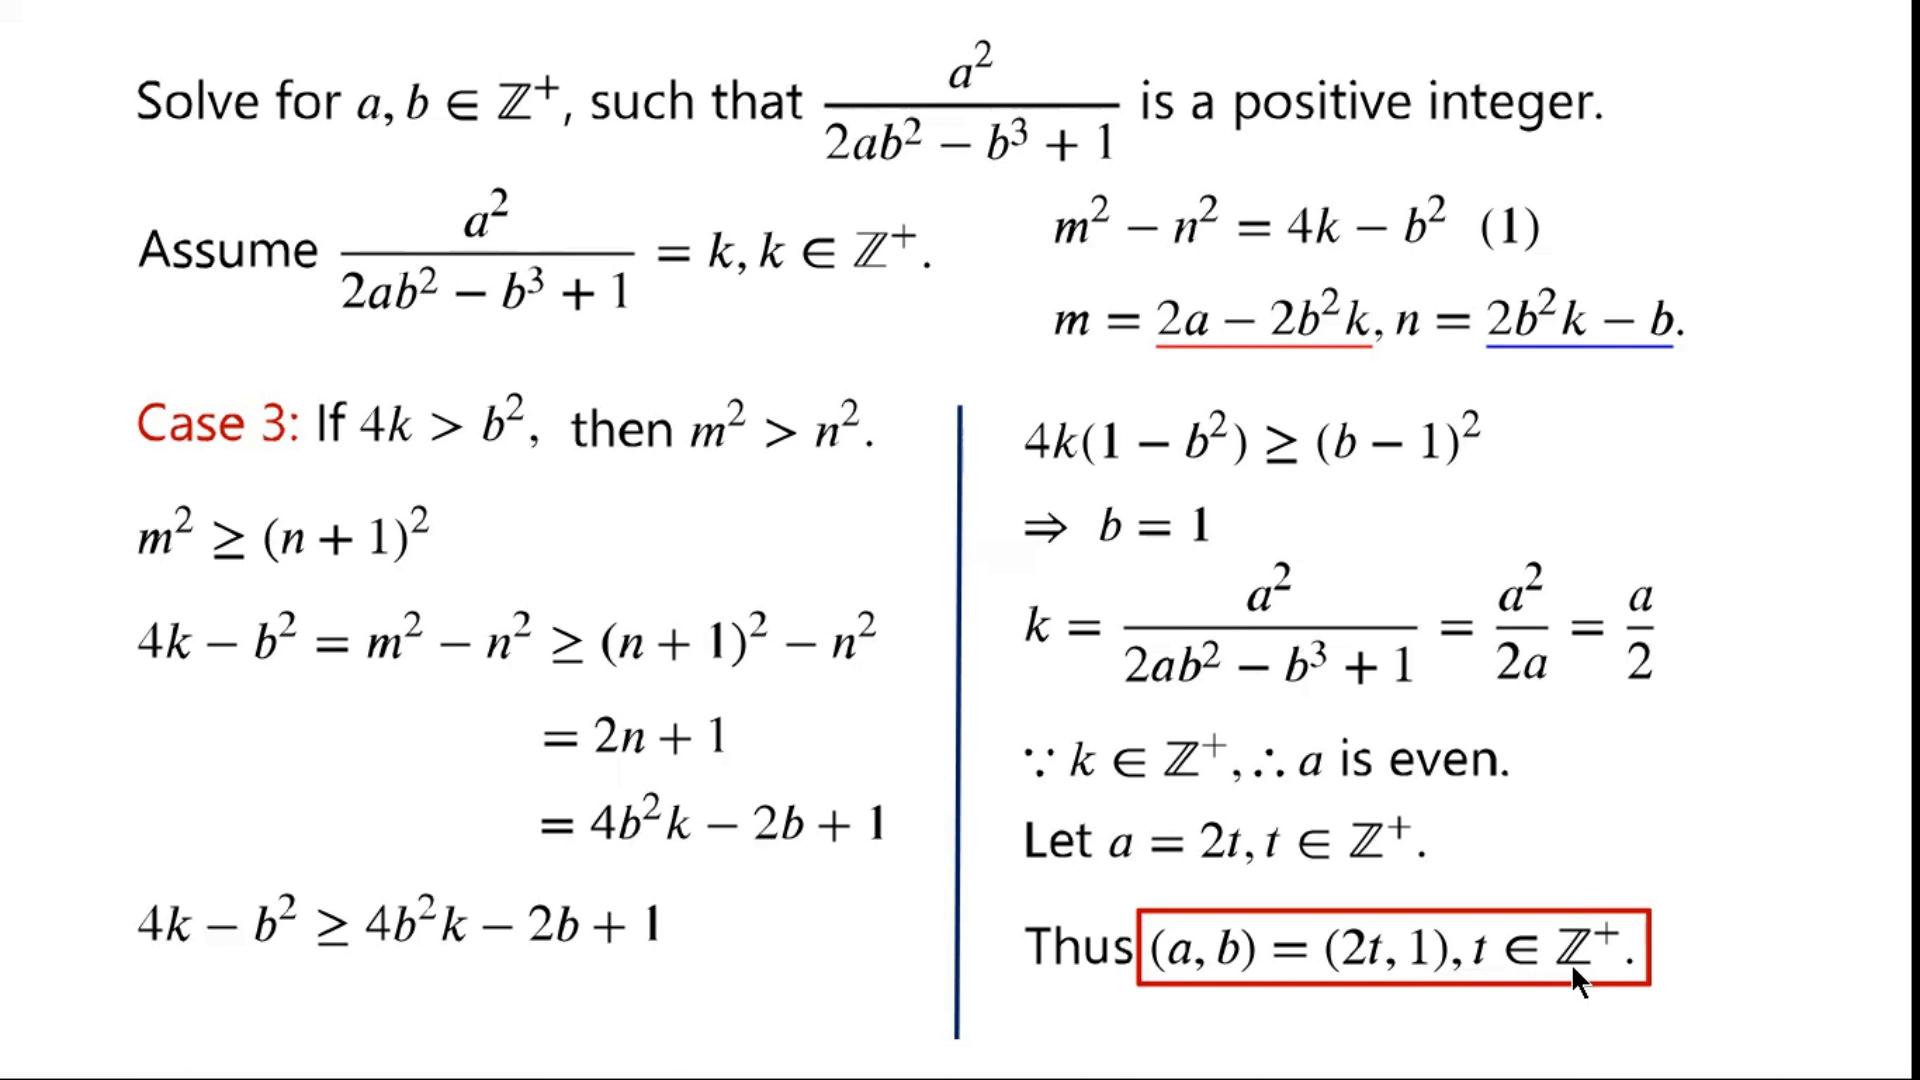 Solve for a, b ∈ ℤ⁺, such that a²/(2ab² − b³ + 1) is a positive integer.
Assume a²/(2ab² − b³ + 1) = k, k ∈ ℤ⁺.
m² − n² = 4k − b² (1)
m = 2a − 2b²k, n = 2b²k − b.
Case 3: If 4k > b², then m² > n².
m² ≥ (n + 1)²
4k − b² = m² − n² ≥ (n + 1)² − n²
= 2n + 1
= 4b²k − 2b + 1
4k − b² ≥ 4b²k − 2b + 1
4k(1 − b²) ≥ (b − 1)²
⇒ b = 1
k = a²/(2ab² − b³ + 1) = a²/2a = a/2
∵ k ∈ ℤ⁺, ∴ a is even.
Let a = 2t, t ∈ ℤ⁺.
Thus (a, b) = (2t, 1), t ∈ ℤ⁺.